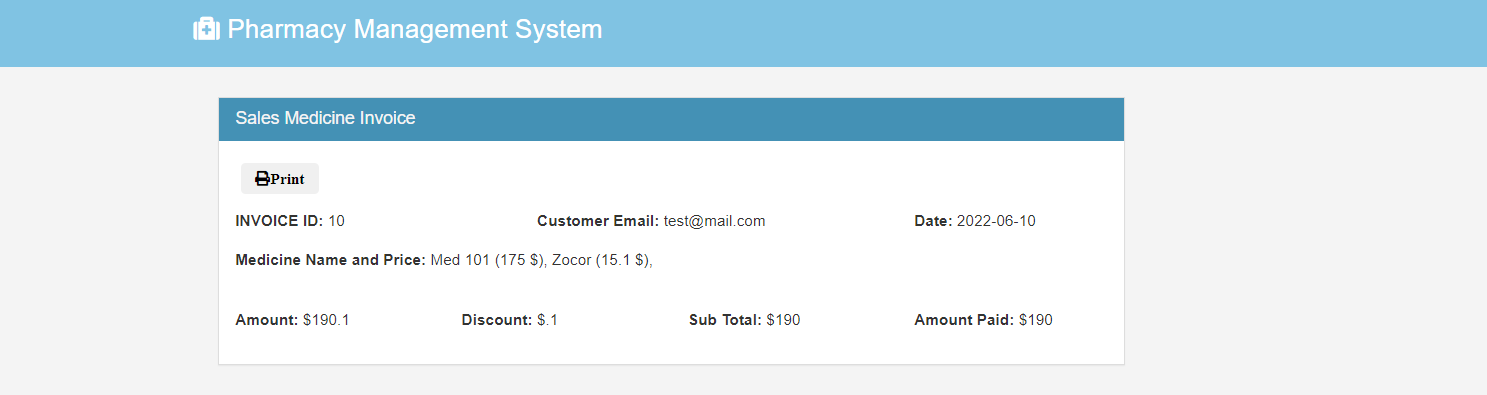 Pharmacy Management System
Sales Medicine Invoice
Print
INVOICE ID: 10 Customer Email: test@mail.com Date: 2022-06-10
Medicine Name and Price: Med 101 (175 $), Zocor (15.1 $),
Amount: $190.1 Discount: $.1 Sub Total: $190 Amount Paid: $190